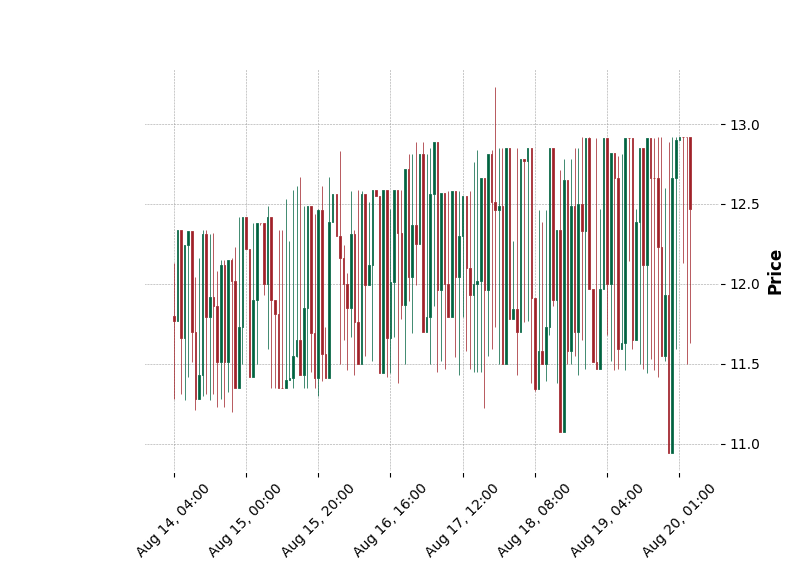 13.0
12.5
12.0
11.5
11.0
Price
Aug 14, 04:00
Aug 15, 00:00
Aug 15, 20:00
Aug 16, 16:00
Aug 17, 12:00
Aug 18, 08:00
Aug 19, 04:00
Aug 20, 01:00